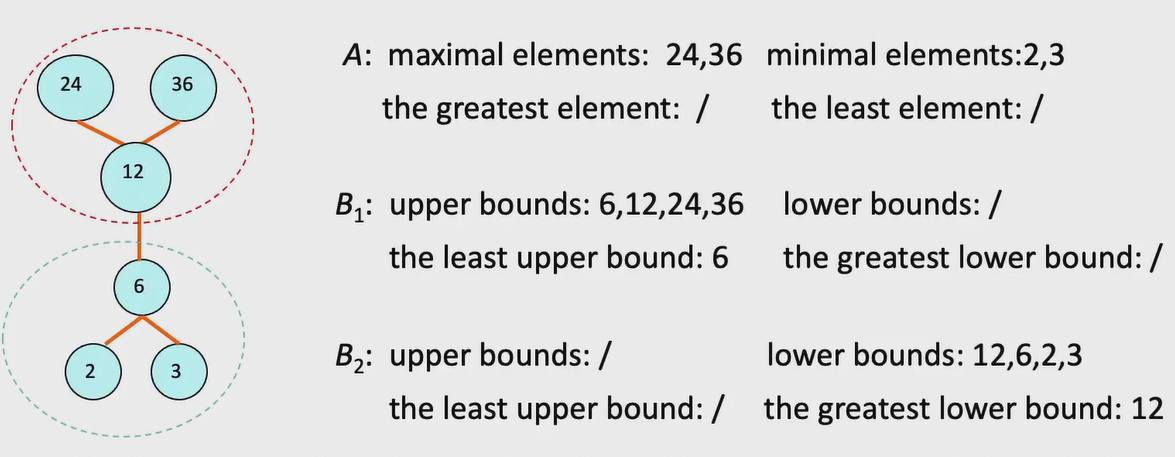 24 36
12
6
2 3
A: maximal elements: 24,36 minimal elements:2,3
the greatest element: / the least element: /
B₁: upper bounds: 6,12,24,36 lower bounds: /
the least upper bound: 6 the greatest lower bound: /
B₂: upper bounds: / lower bounds: 12,6,2,3
the least upper bound: / the greatest lower bound: 12